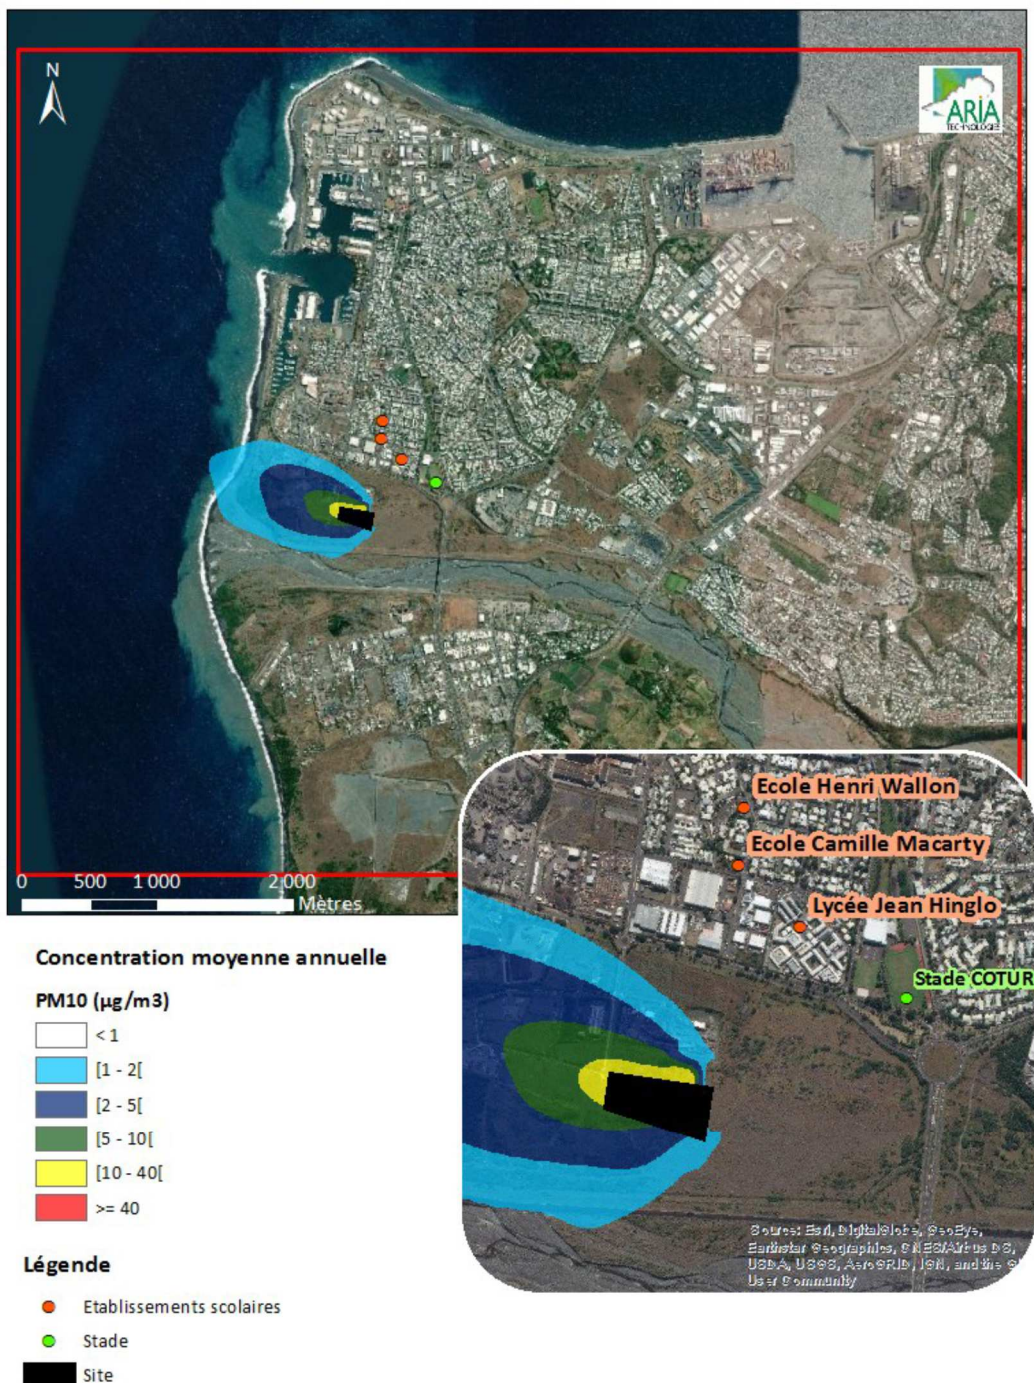 N
ARIA
TECHNOLOGIES
0 500 1 000 2 000
Mètres
Ecole Henri Wallon
Ecole Camille Macarty
Lycée Jean Hinglo
Stade COTUR
Source: Esri, DigitalGlobe, GeoEye,
Earthstar Geographics, CNES/Airbus DS,
USDA, USGS, AeroGRID, IGN, and the G
User Community
Concentration moyenne annuelle
PM10 (µg/m3)
< 1
[1 - 2[
[2 - 5[
[5 - 10[
[10 - 40[
>= 40
Légende
Etablissements scolaires
Stade
Site